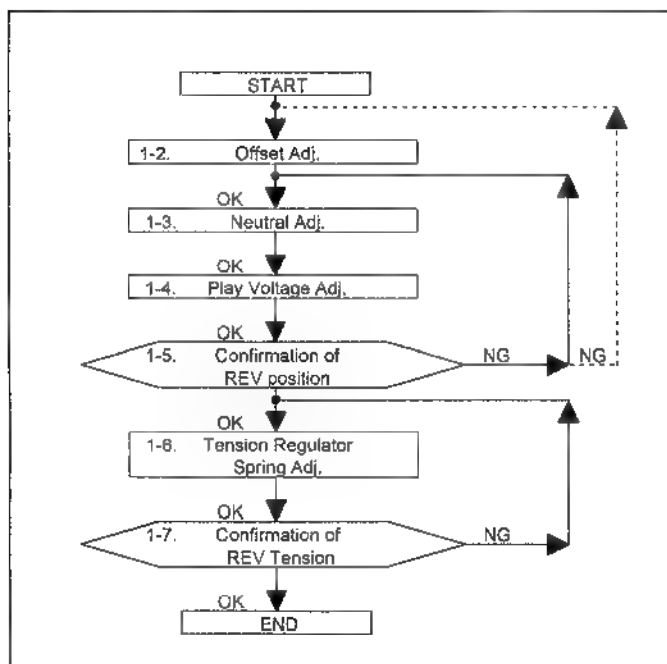 START
1-2. Offset Adj.
OK
1-3. Neutral Adj.
OK
1-4. Play Voltage Adj.
OK
1-5. Confirmation of
REV position
NG
NG
OK
1-6. Tension Regulator
Spring Adj.
OK
1-7. Confirmation of
REV Tension
NG
OK
END